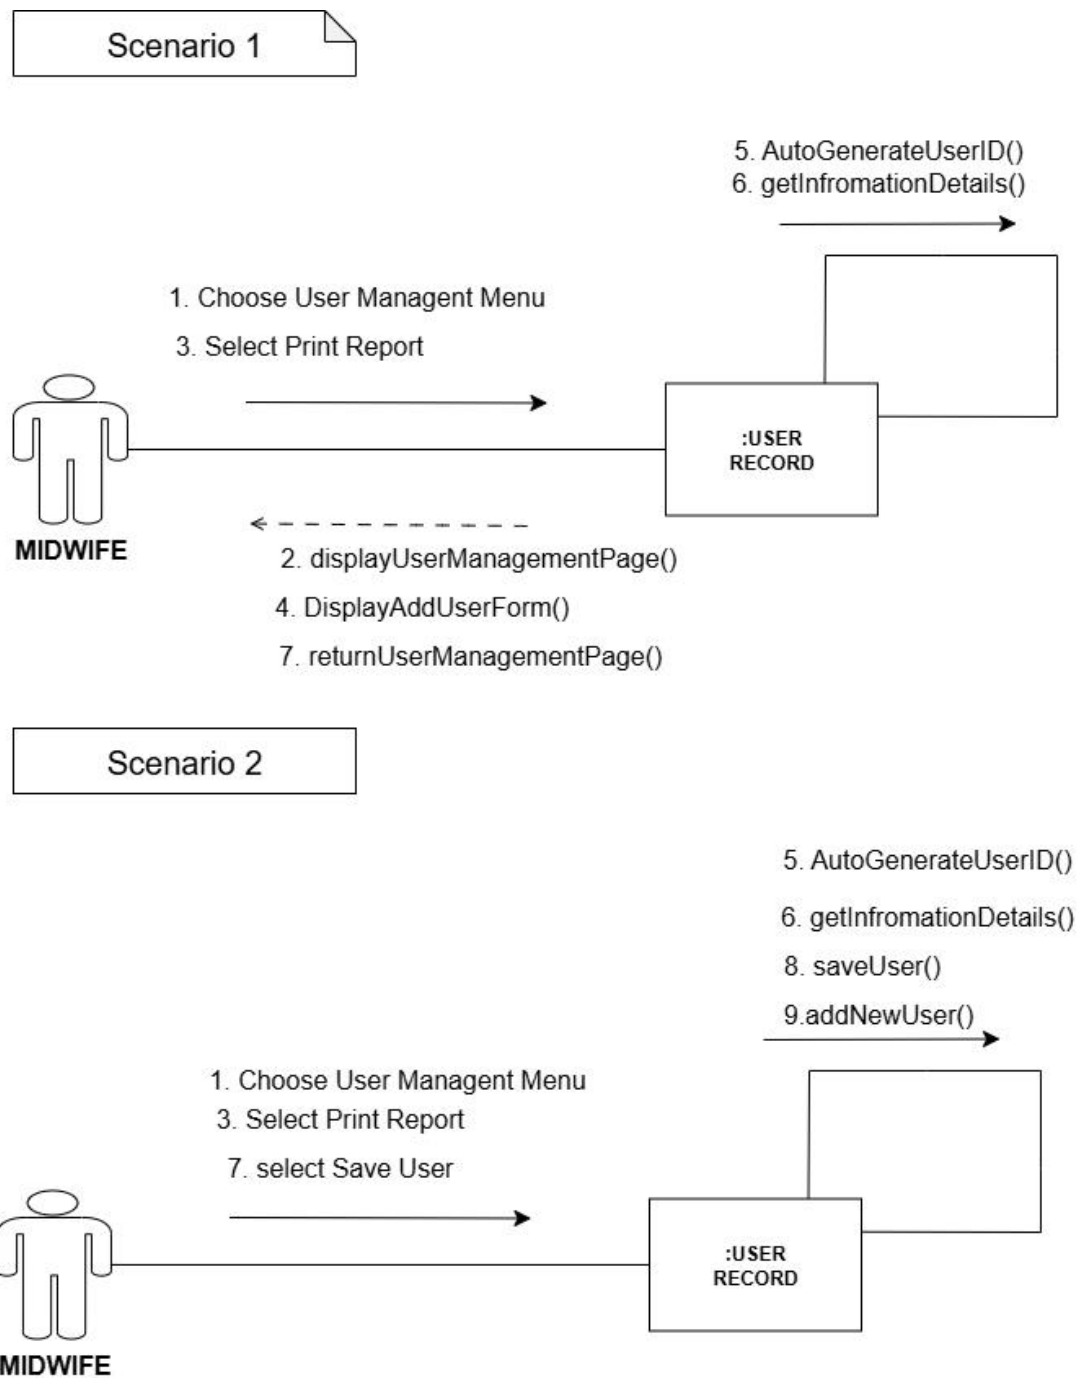 Scenario 1
5. AutoGenerateUserID()
6. getInfromationDetails()
1. Choose User Managent Menu
3. Select Print Report
:USER
RECORD
MIDWIFE
2. displayUserManagementPage()
4. DisplayAddUserForm()
7. returnUserManagementPage()
Scenario 2
5. AutoGenerateUserID()
6. getInfromationDetails()
8. saveUser()
9.addNewUser()
1. Choose User Managent Menu
3. Select Print Report
7. select Save User
:USER
RECORD
MIDWIFE